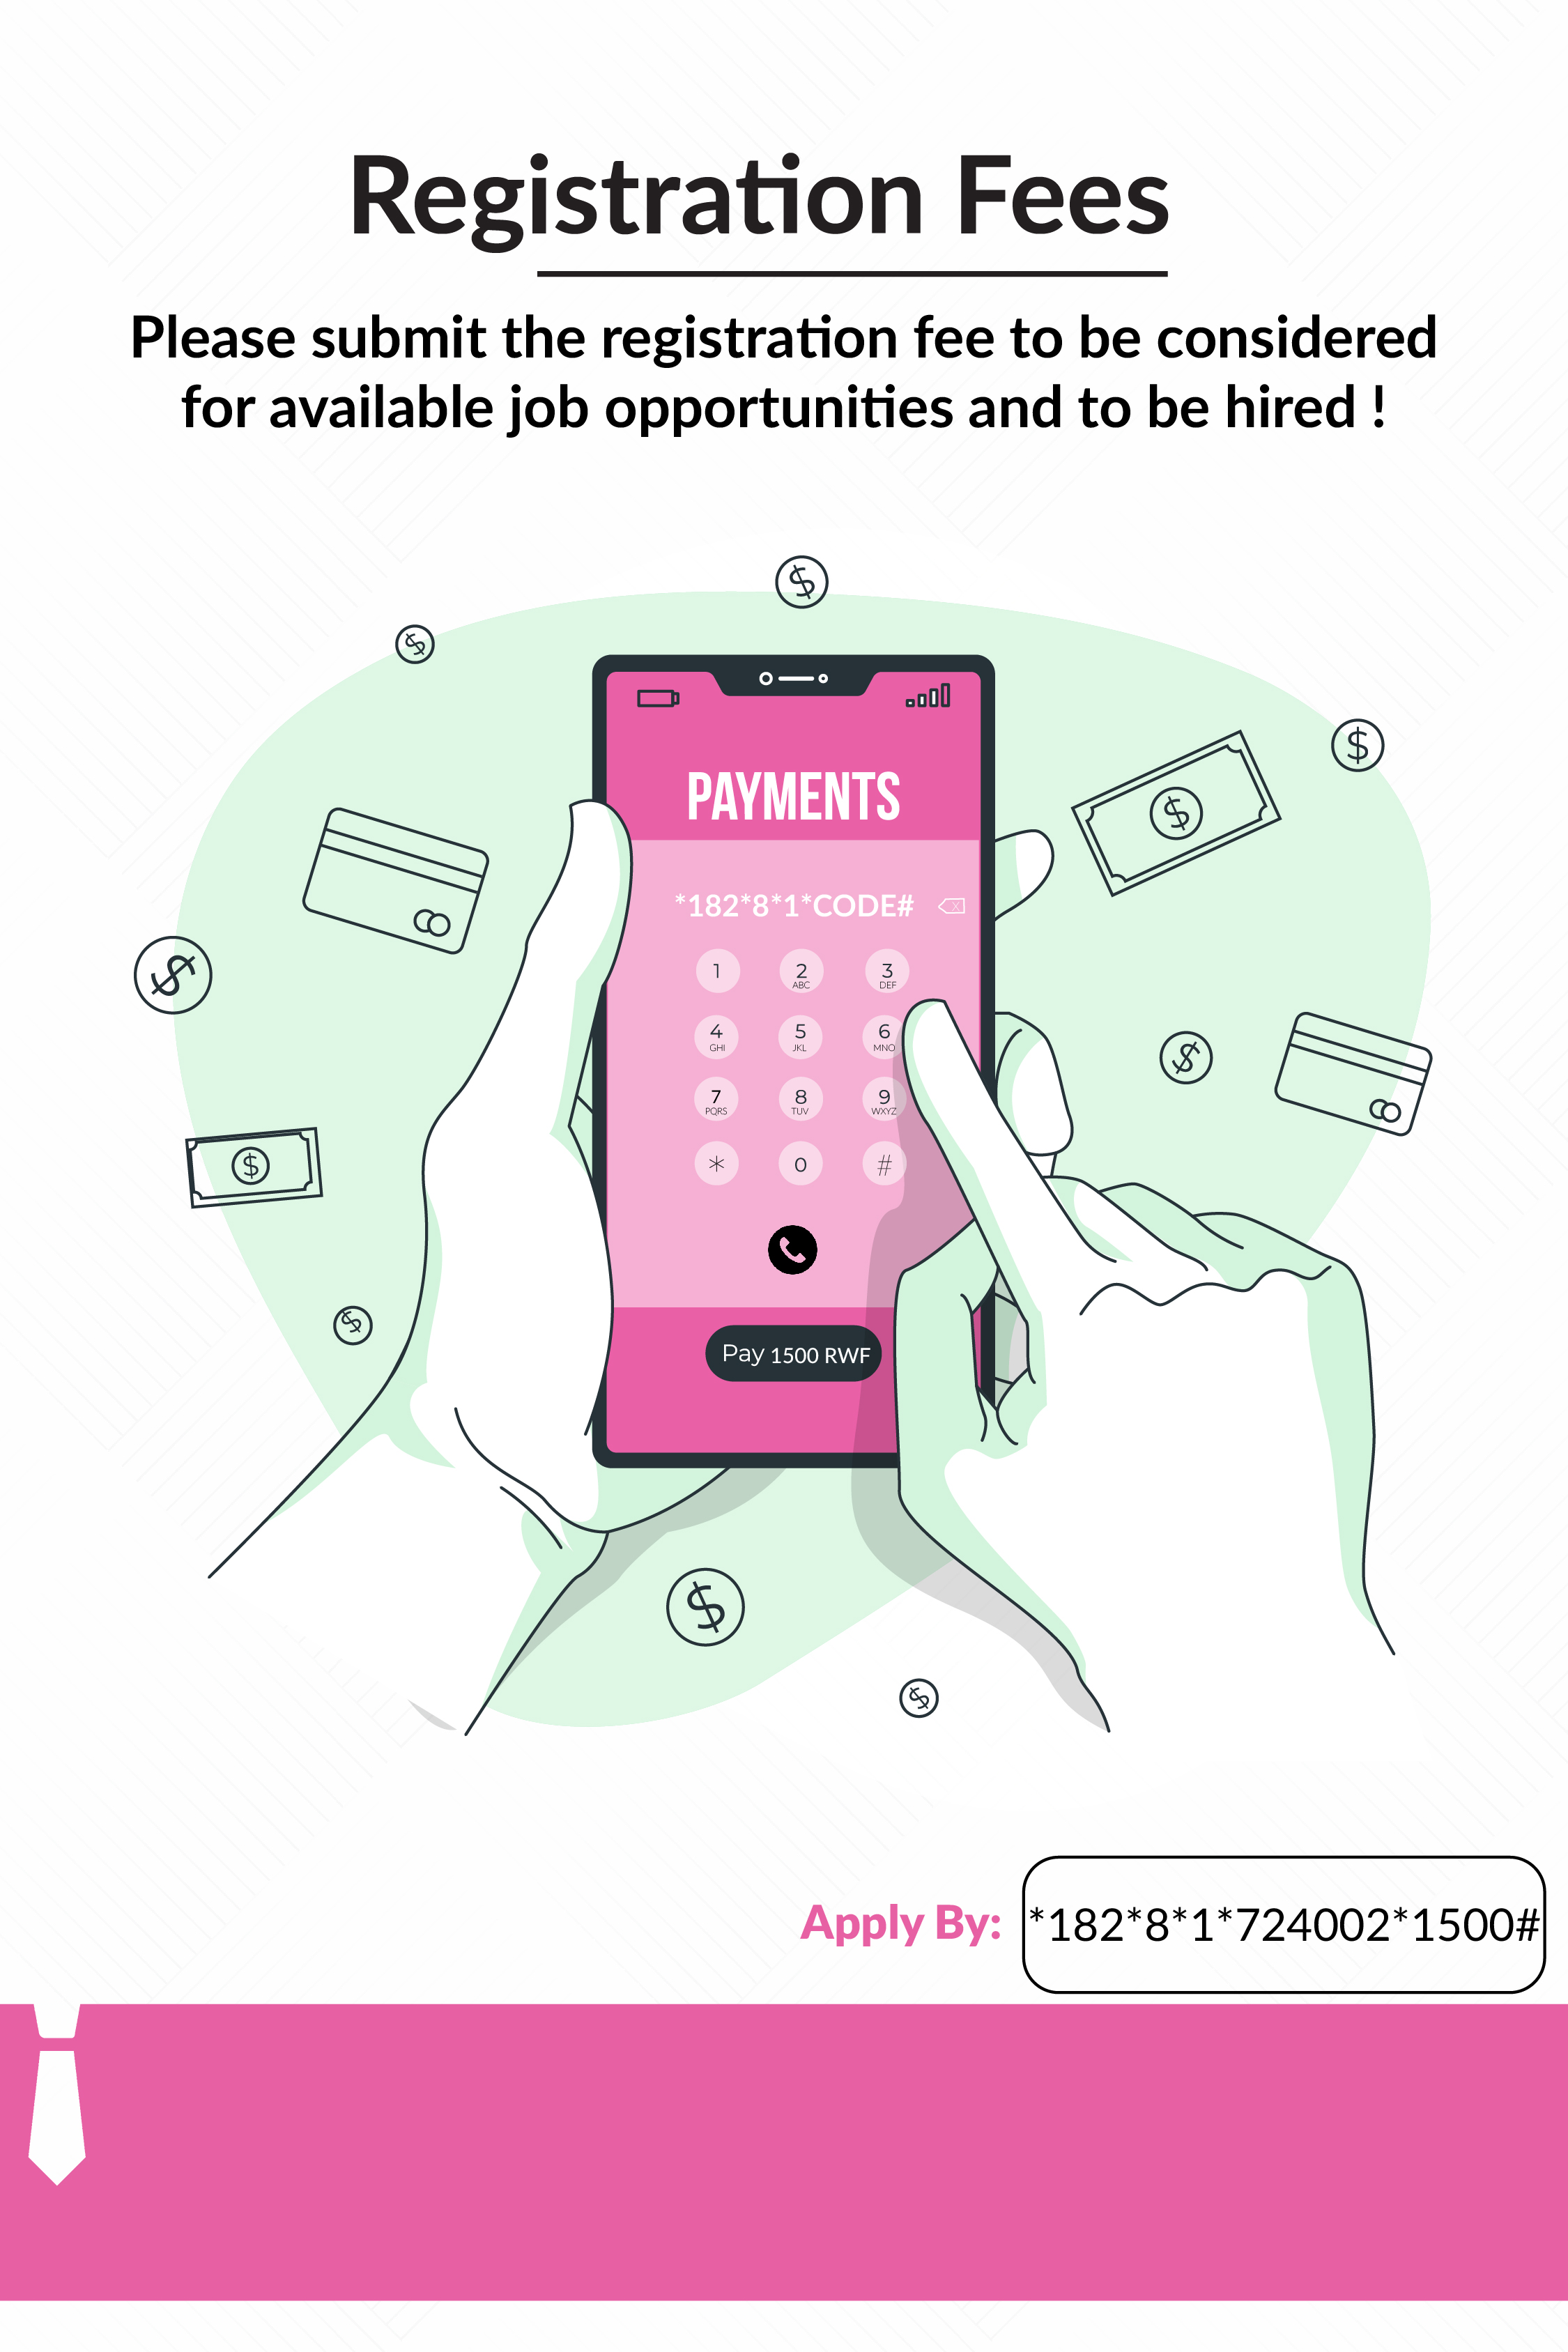 Registration Fees
Please submit the registration fee to be considered
for available job opportunities and to be hired !
$
$
$
$
$
$
$
$
$
$
PAYMENTS
*182*8*1*CODE#
X
1 2 3
ABC DEF
4 5 6
GHI JKL MNO
7 8 9
PQRS TUV WXYZ
* 0 #
Pay 1500 RWF
Apply By: *182*8*1*724002*1500#